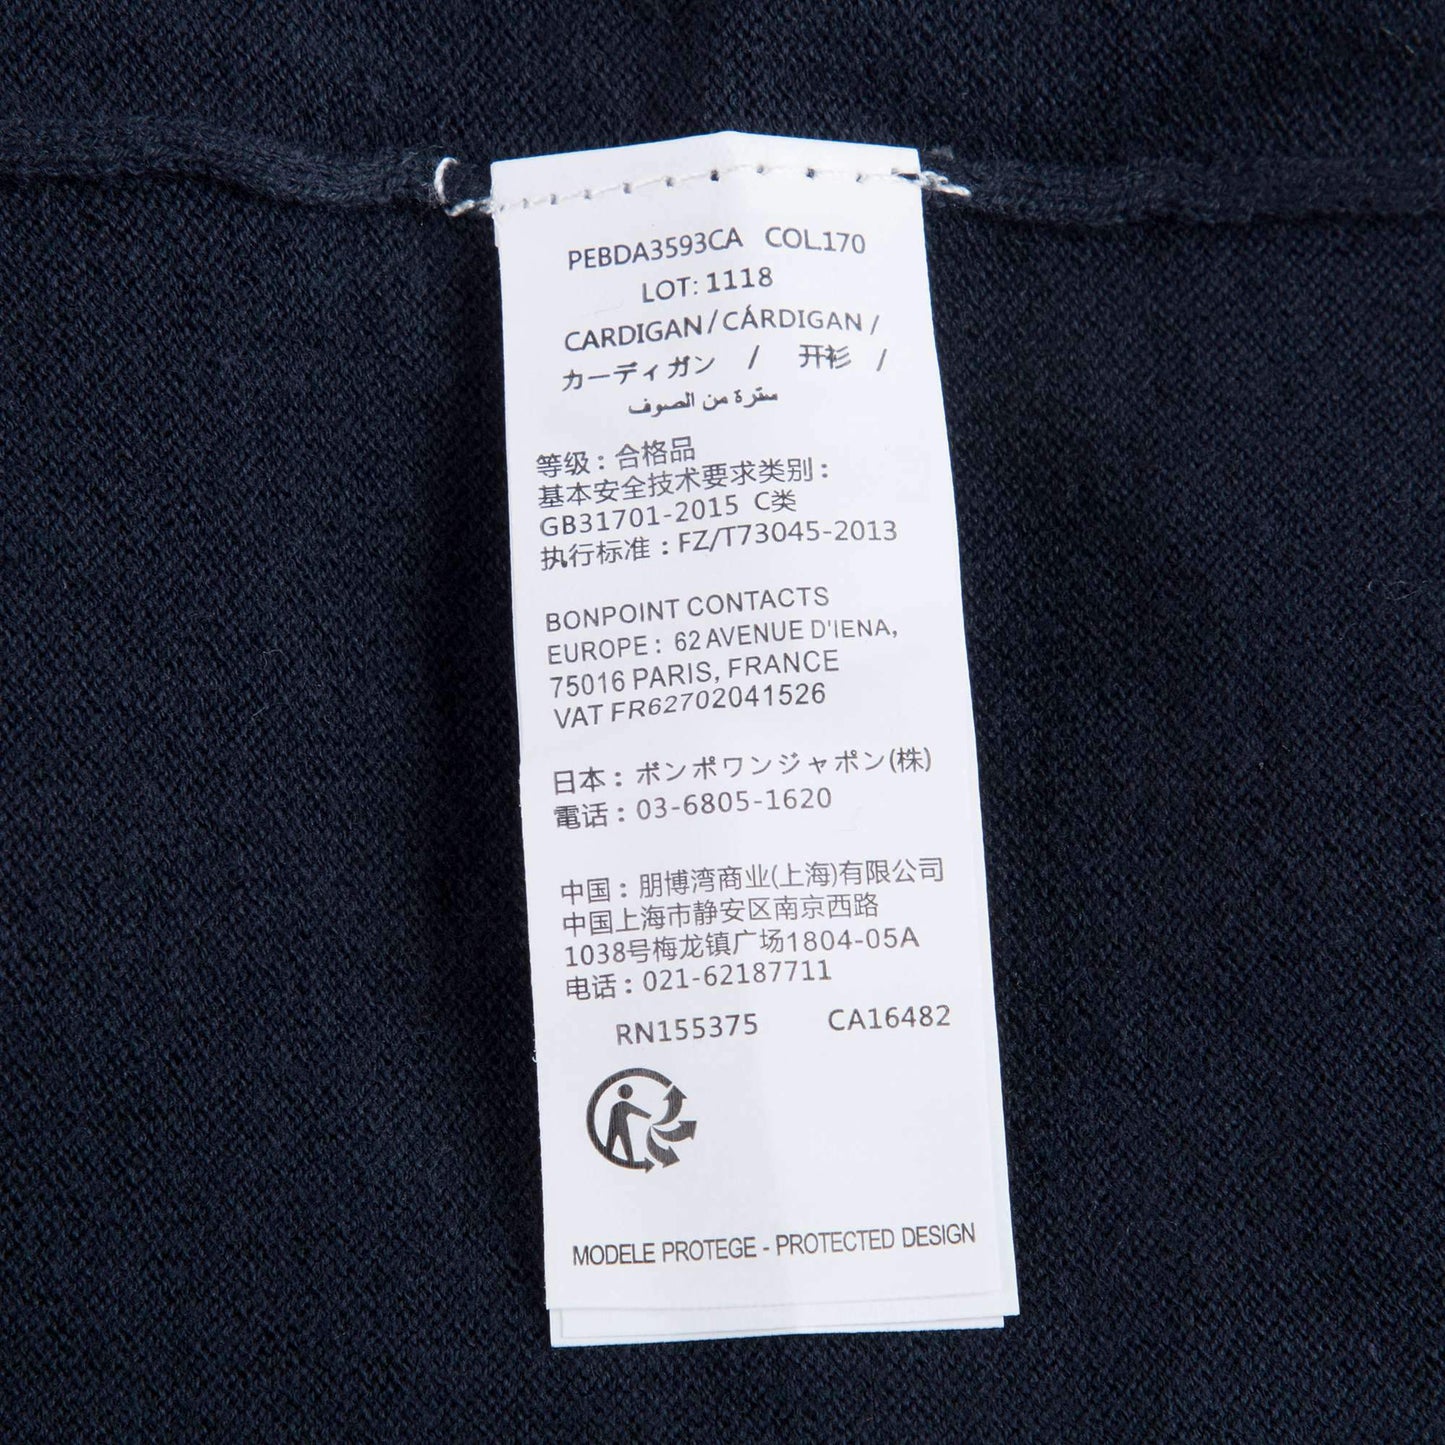 PEBDA3593CA COL.170
LOT: 1118
CARDIGAN / CÁRDIGAN /
カーディガン / 开衫 /
سترة من الصوف
等级：合格品
基本安全技术要求类别：
GB31701-2015 C类
执行标准：FZ/T73045-2013
BONPOINT CONTACTS
EUROPE : 62 AVENUE D'IENA,
75016 PARIS, FRANCE
VAT FR62702041526
日本：ボンポワンジャポン(株)
電話：03-6805-1620
中国：朋博湾商业(上海)有限公司
中国上海市静安区南京西路
1038号梅龙镇广场1804-05A
电话：021-62187711
RN155375 CA16482
MODELE PROTEGE - PROTECTED DESIGN